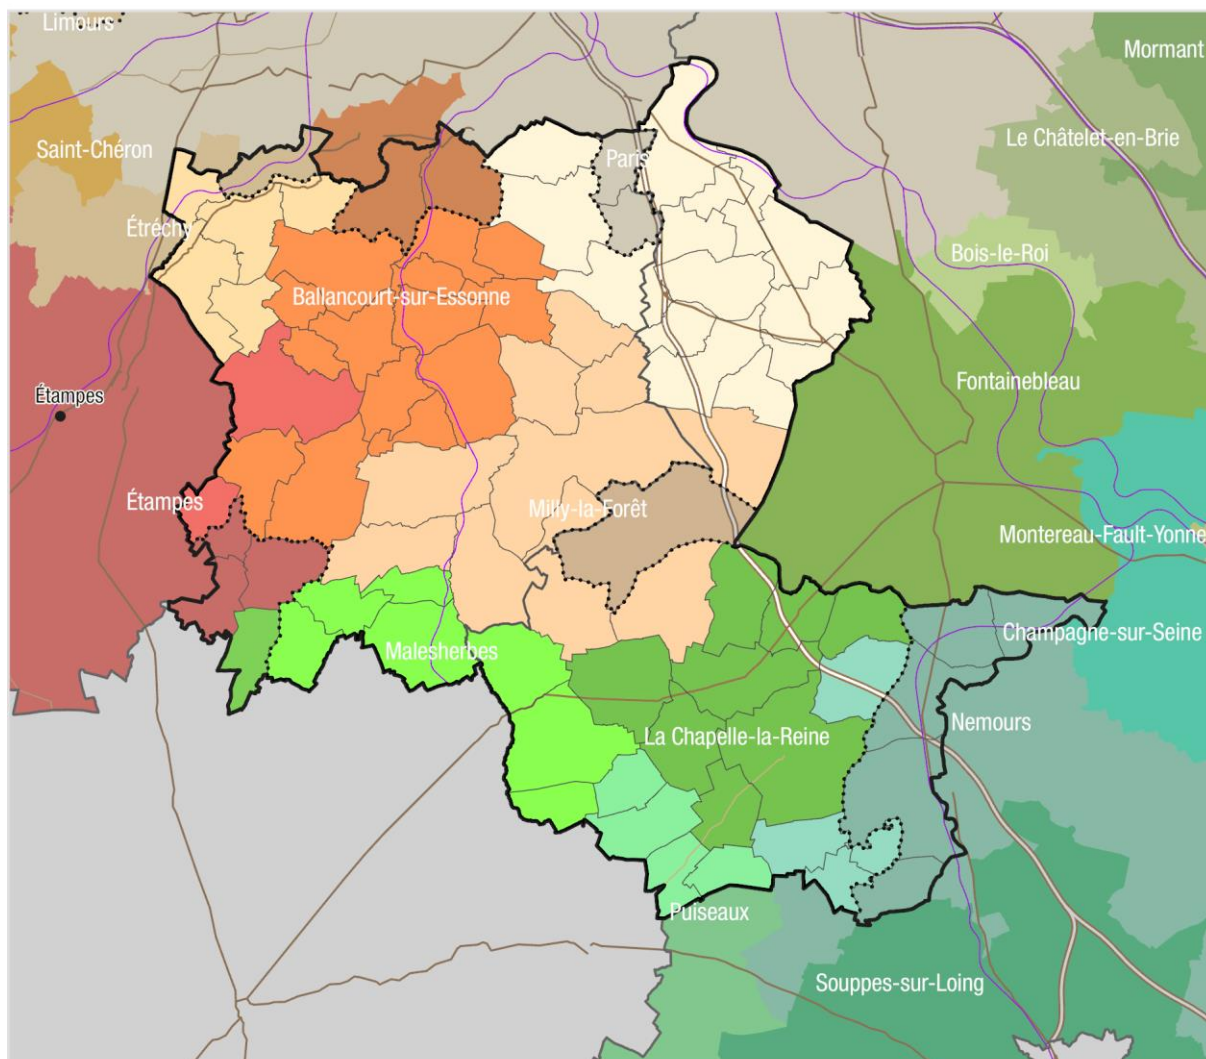 Limours
Mormant
Saint-Chéron
Le Châtelet-en-Brie
Paris
Étréchy
Bois-le-Roi
Ballancourt-sur-Essonne
Fontainebleau
Étampes
Étampes
Milly-la-Forêt
Montereau-Fault-Yonne
Champagne-sur-Seine
Malesherbes
Nemours
La Chapelle-la-Reine
Puiseaux
Souppes-sur-Loing